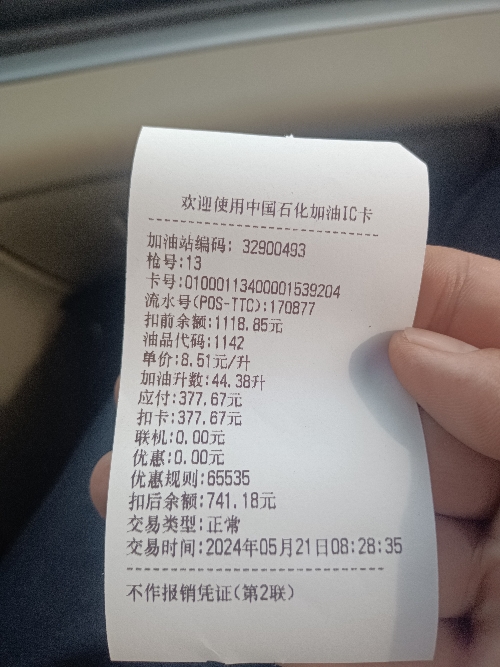 欢迎使用中国石化加油IC卡
加油站编码: 32900493
枪号:13
卡号:01000113400001539204
流水号(POS-TTC):170877
扣前余额:1118.85元
油品代码:1142
单价:8.51元/升
加油升数:44.38升
应付:377.67元
扣卡:377.67元
联机:0.00元
优惠:0.00元
优惠规则:65535
扣后余额:741.18元
交易类型:正常
交易时间:2024年05月21日08:28:35
不作报销凭证(第2联)